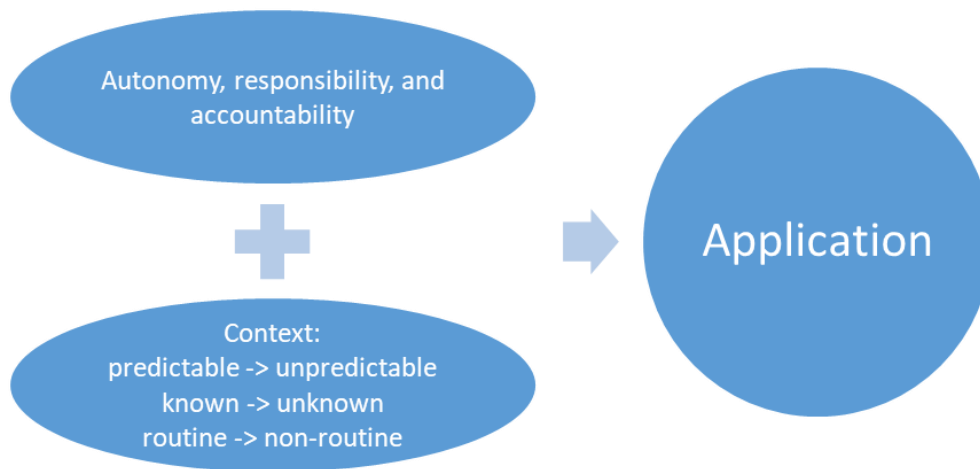 Autonomy, responsibility, and
accountability
Context:
predictable -> unpredictable
known -> unknown
routine -> non-routine
Application